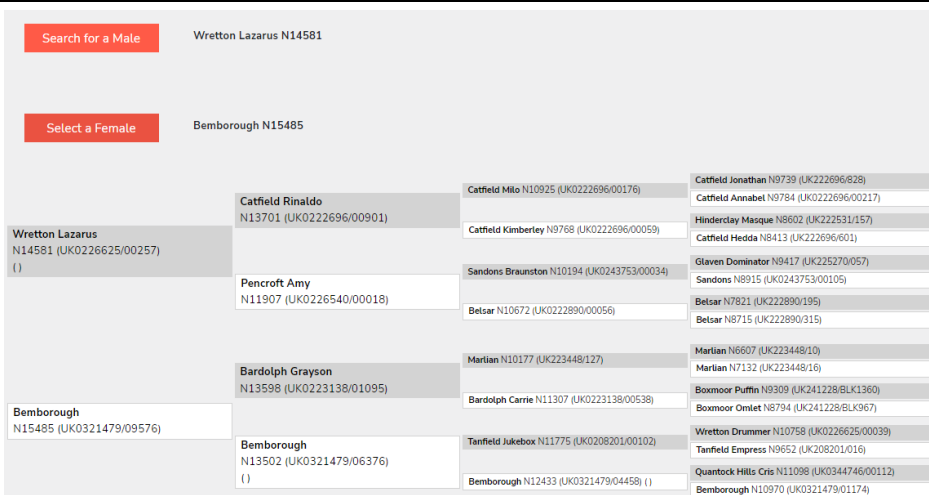 Search for a Male
Wretton Lazarus N14581
Select a Female
Bemborough N15485
Wretton Lazarus
N14581 (UK0226625/00257)
( )
Bemborough
N15485 (UK0321479/09576)
Catfield Rinaldo
N13701 (UK0222696/00901)
Pencroft Amy
N11907 (UK0226540/00018)
Bardolph Grayson
N13598 (UK0223138/01095)
Bemborough
N13502 (UK0321479/06376)
( )
Catfield Milo N10925 (UK0222696/00176)
Catfield Kimberley N9768 (UK0222696/00059)
Sandons Braunston N10194 (UK0243753/00034)
Belsar N10672 (UK0222890/00056)
Marlian N10177 (UK223448/127)
Bardolph Carrie N11307 (UK0223138/00538)
Tanfield Jukebox N11775 (UK0208201/00102)
Bemborough N12433 (UK0321479/04458) ( )
Catfield Jonathan N9739 (UK222696/828)
Catfield Annabel N9784 (UK0222696/00217)
Hinderclay Masque N8602 (UK222531/157)
Catfield Hedda N8413 (UK222696/601)
Glaven Dominator N9417 (UK225270/057)
Sandons N8915 (UK0243753/00105)
Belsar N7821 (UK222890/195)
Belsar N8715 (UK222890/315)
Marlian N6607 (UK223448/10)
Marlian N7132 (UK223448/16)
Boxmoor Puffin N9309 (UK241228/BLK1360)
Boxmoor Omlet N8794 (UK241228/BLK967)
Wretton Drummer N10758 (UK0226625/00039)
Tanfield Empress N9652 (UK208201/016)
Quantock Hills Cris N11098 (UK0344746/00112)
Bemborough N10970 (UK0321479/01174)